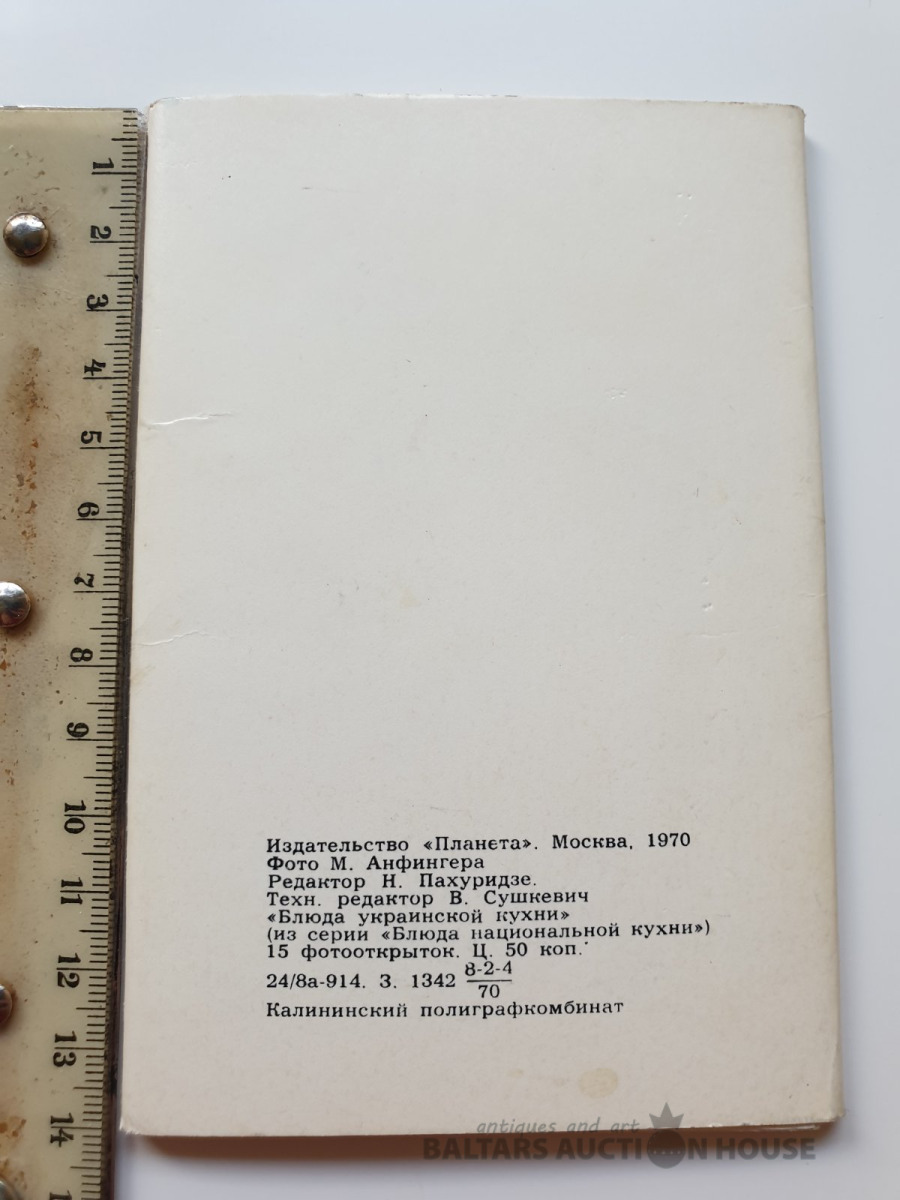 1
2
3
4
5
6
7
8
9
10
11
12
13
14
Издательство «Планета». Москва, 1970
Фото М. Анфингера
Редактор Н. Пахуридзе.
Техн. редактор В. Сушкевич
«Блюда украинской кухни»
(из серии «Блюда национальной кухни»)
15 фотооткрыток. Ц. 50 коп.
24/8а-914. З. 1342 8-2-4/70
Калининский полиграфкомбинат
antiques and art
BALTARS AUCTION HOUSE